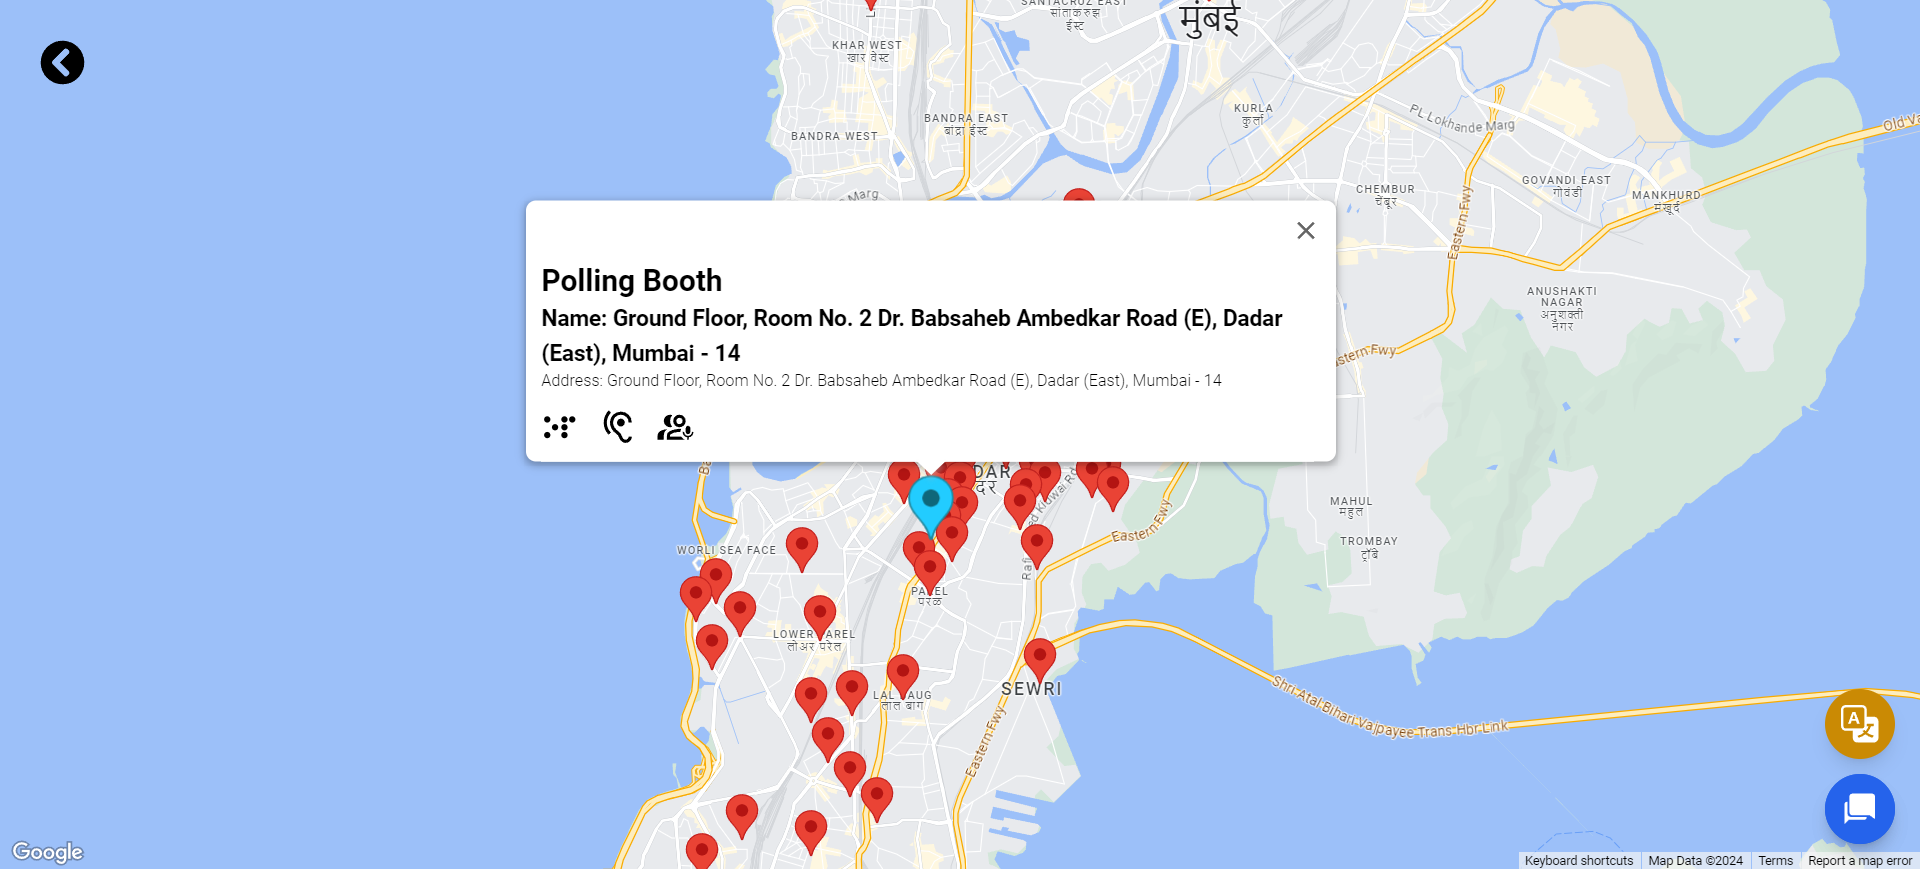 SANTACRUZ EAST
सांताक्रुझ
ईस्ट
मुंबई
KHAR WEST
खार वेस्ट
KURLA
कुर्ला
PL Lokhande Marg
Old Va
BANDRA EAST
बांद्रा ईस्ट
BANDRA WEST
GOVANDI EAST
गोवंडी
CHEMBUR
चेंबूर
MANKHURD
मंखुर्द
Marg
Eastern Fwy
Polling Booth
Name: Ground Floor, Room No. 2 Dr. Babsaheb Ambedkar Road (E), Dadar
(East), Mumbai - 14
Address: Ground Floor, Room No. 2 Dr. Babsaheb Ambedkar Road (E), Dadar (East), Mumbai - 14
ANUSHAKTI
NAGAR
अनुशक्ती
नगर
stern Fwy
DAR
दर
MAHUL
महुल
Eastern Fwy
TROMBAY
ट्रॉंबे
WORLI SEA FACE
परळ
LOWER PAREL
लोअर परेल
SEWRI
लाल बाग
Shri Atal Bihari Vajpayee Trans Hbr Link
Eastern Fwy
Google
Keyboard shortcuts
Map Data ©2024
Terms
Report a map error